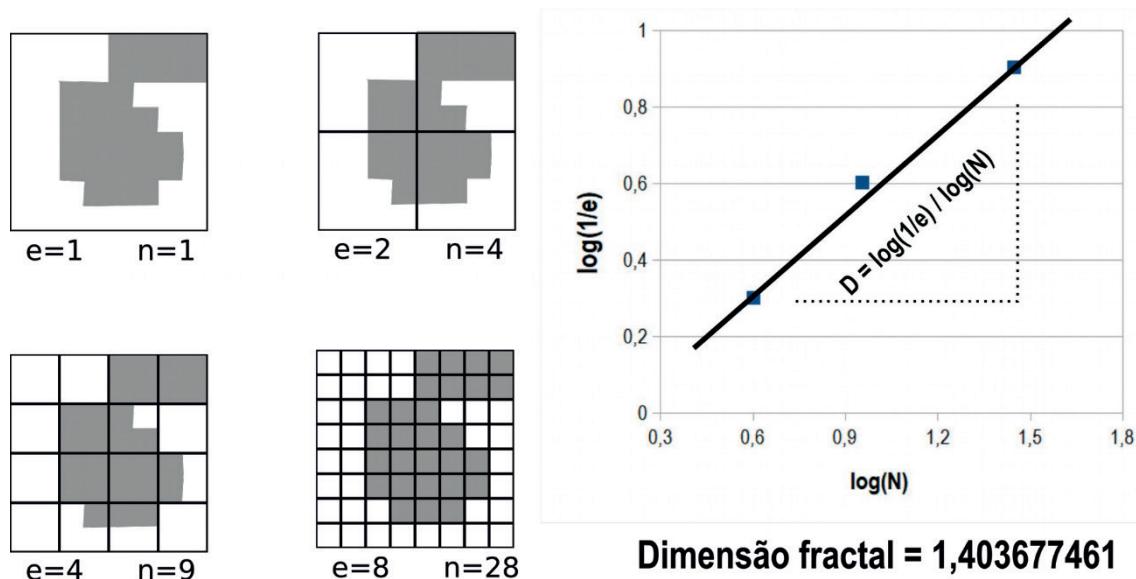 e=1 n=1
e=2 n=4
e=4 n=9
e=8 n=28
1
0,8
0,6
0,4
0,2
0
log(1/e)
D = log(1/e) / log(N)
0,3 0,6 0,9 1,2 1,5 1,8
log(N)
Dimensão fractal = 1,403677461